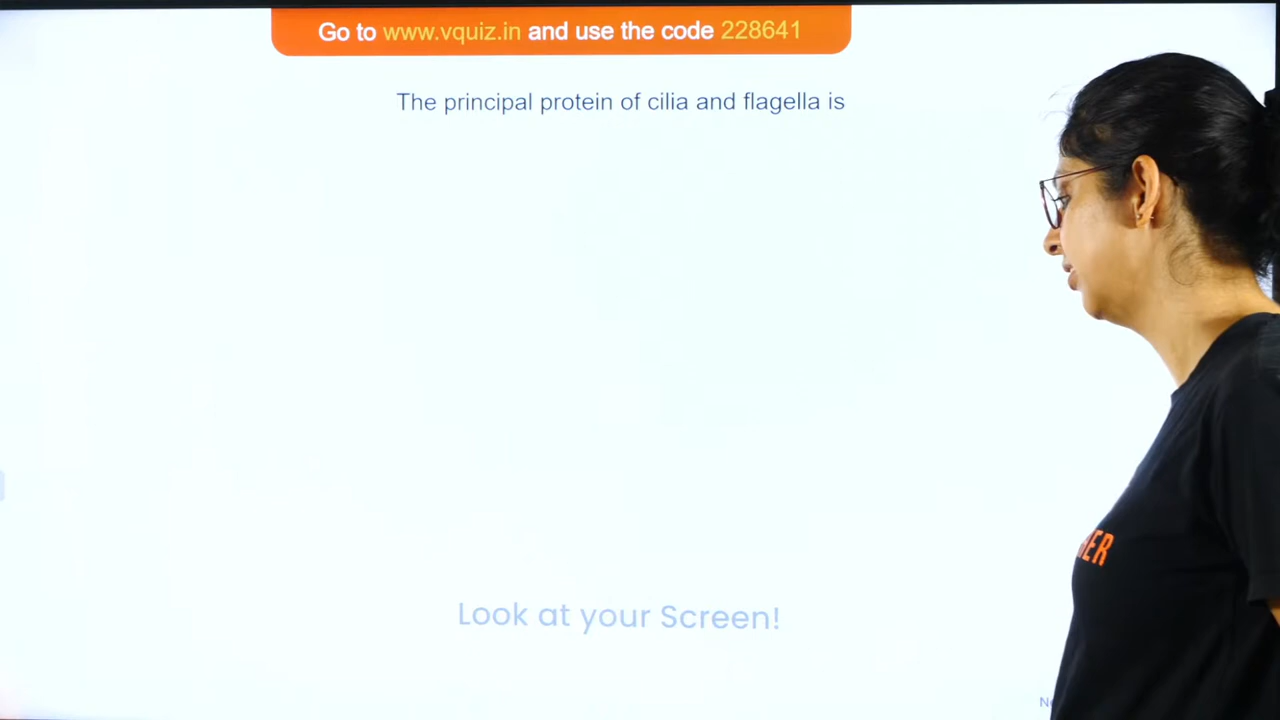 Go to www.vquiz.in and use the code 228641
The principal protein of cilia and flagella is
Look at your Screen!